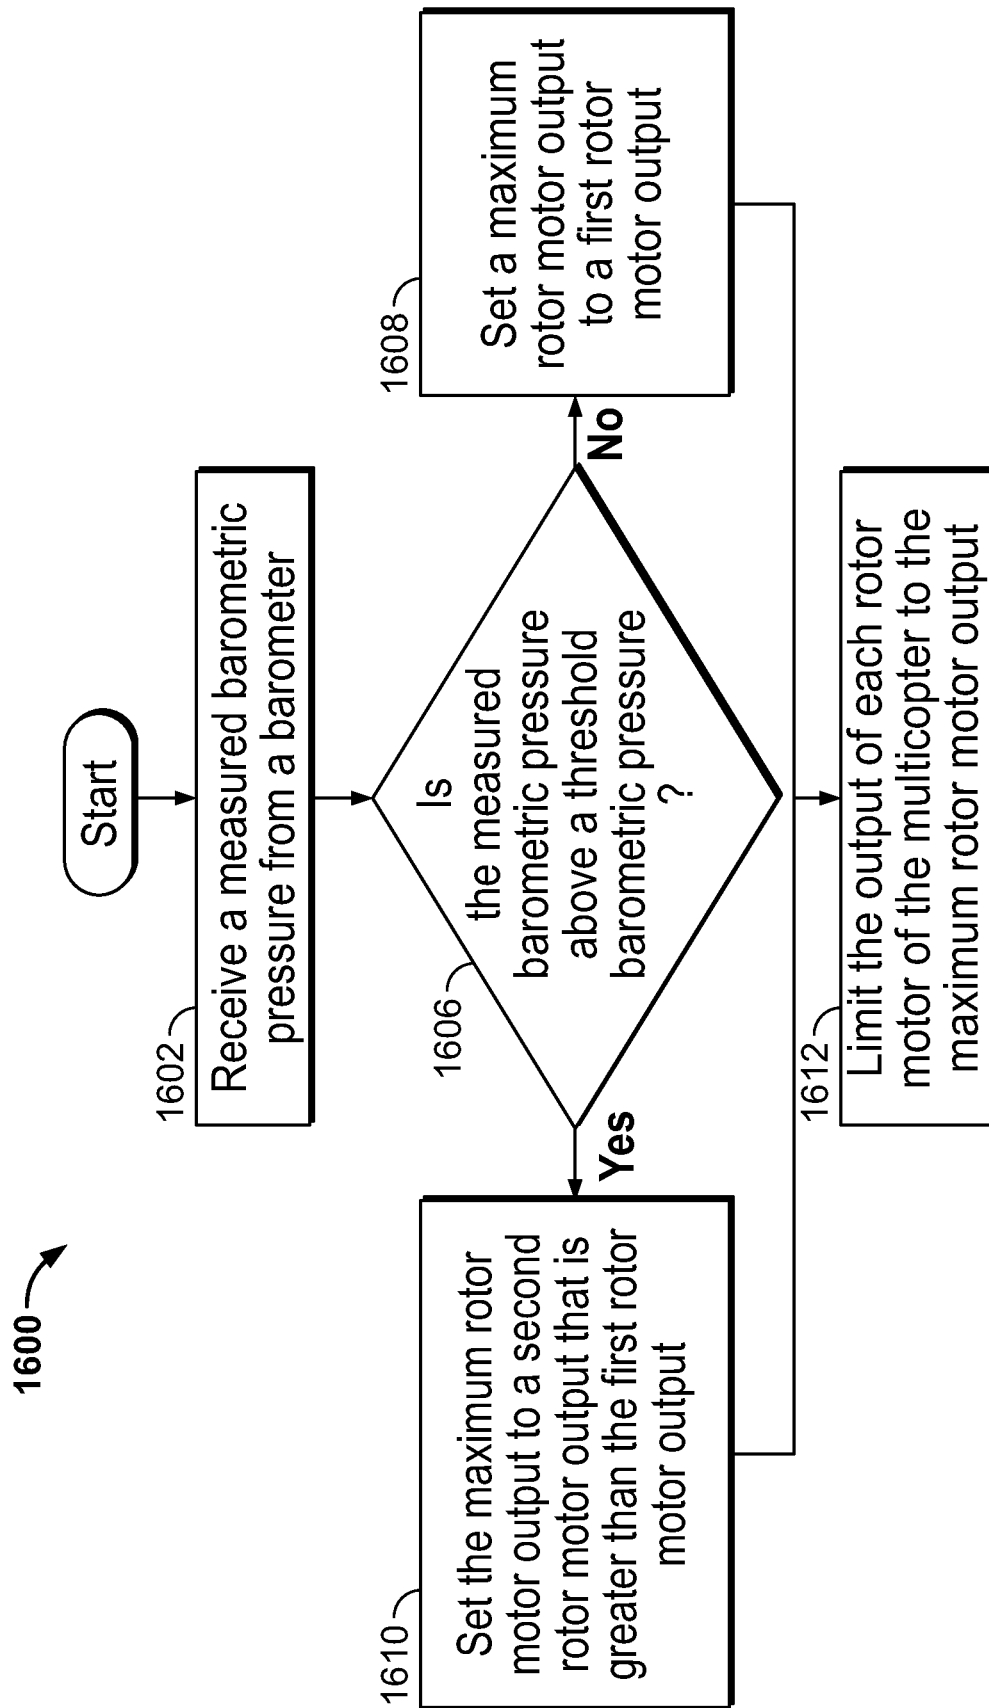 1600
Start
1602
Receive a measured barometric
pressure from a barometer
1606
Is
the measured
barometric pressure
above a threshold
barometric pressure
?
Yes
No
1610
Set the maximum rotor
motor output to a second
rotor motor output that is
greater than the first rotor
motor output
1608
Set a maximum
rotor motor output
to a first rotor
motor output
1612
Limit the output of each rotor
motor of the multicopter to the
maximum rotor motor output